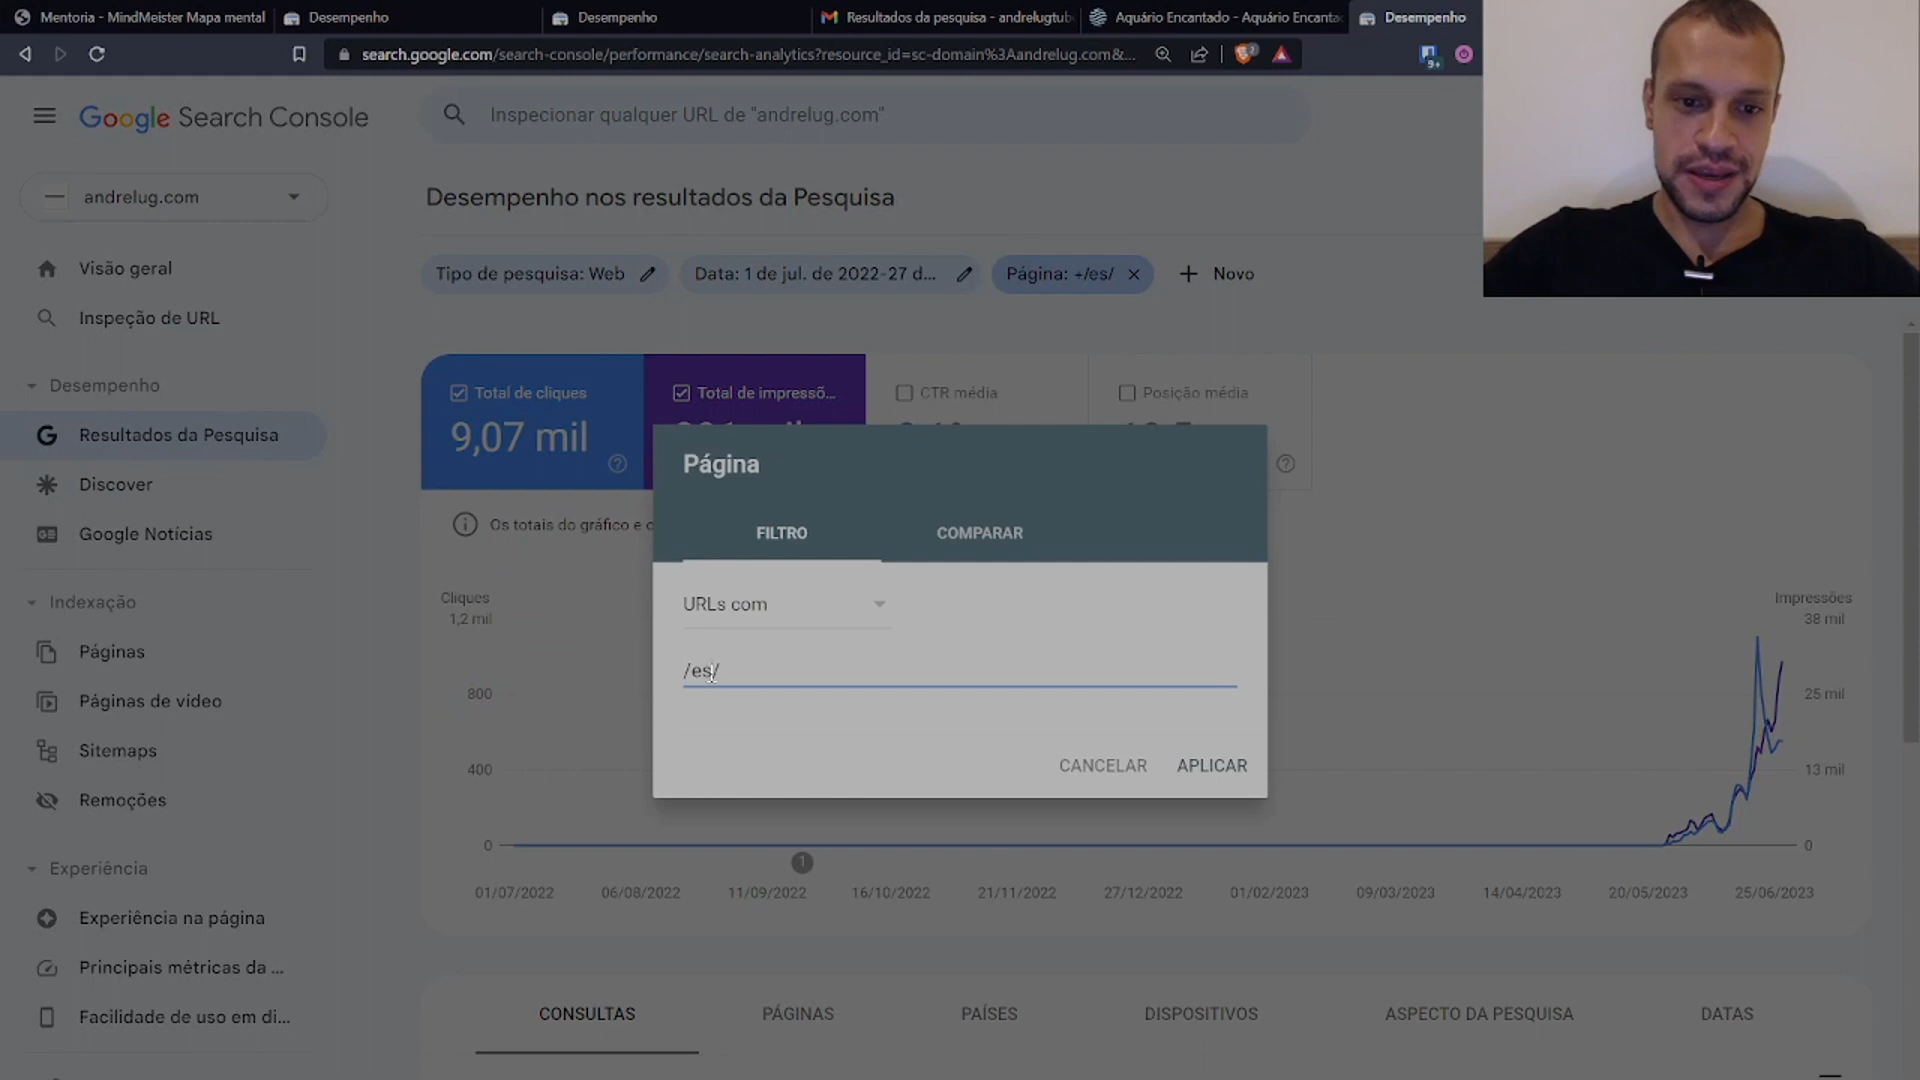 Mentoria - MindMeister Mapa mental
Desempenho
Desempenho
Resultados da pesquisa - andrelugtub
Aquário Encantado - Aquário Encanta
Desempenho
search.google.com/search-console/performance/search-analytics?resource_id=sc-domain%3Aandrelug.com&...
2
9+
Google Search Console
Inspecionar qualquer URL de "andrelug.com"
andrelug.com
Desempenho nos resultados da Pesquisa
Visão geral
Inspeção de URL
Desempenho
Resultados da Pesquisa
Discover
Google Notícias
Indexação
Páginas
Páginas de vídeo
Sitemaps
Remoções
Experiência
Experiência na página
Principais métricas da ...
Facilidade de uso em di...
Tipo de pesquisa: Web
Data: 1 de jul. de 2022-27 d...
Página: +/es/
Novo
Total de cliques
9,07 mil
Total de impressõ...
CTR média
Posição média
Os totais do gráfico e
Página
FILTRO
COMPARAR
URLs com
/es/
CANCELAR
APLICAR
Cliques
1,2 mil
800
400
0
Impressões
38 mil
25 mil
13 mil
0
1
01/07/2022
06/08/2022
11/09/2022
16/10/2022
21/11/2022
27/12/2022
01/02/2023
09/03/2023
14/04/2023
20/05/2023
25/06/2023
CONSULTAS
PÁGINAS
PAÍSES
DISPOSITIVOS
ASPECTO DA PESQUISA
DATAS